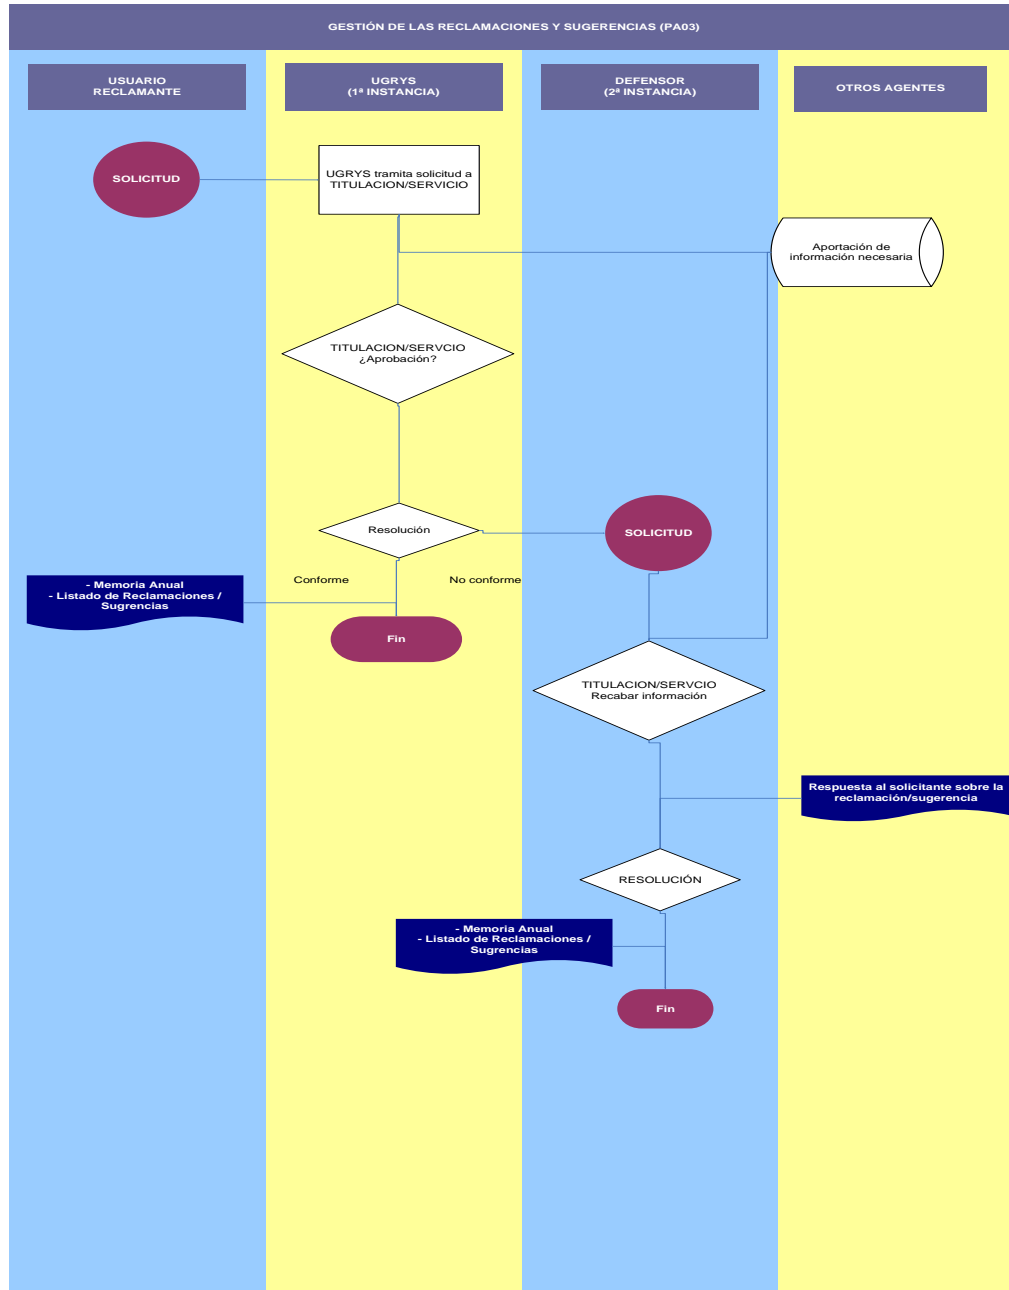 GESTIÓN DE LAS RECLAMACIONES Y SUGERENCIAS (PA03)
USUARIO
RECLAMANTE
UGRYS
(1ª INSTANCIA)
DEFENSOR
(2ª INSTANCIA)
OTROS AGENTES
SOLICITUD
UGRYS tramita solicitud a
TITULACION/SERVICIO
Aportación de
información necesaria
TITULACION/SERVCIO
¿Aprobación?
Resolución
SOLICITUD
Conforme
No conforme
- Memoria Anual
- Listado de Reclamaciones /
Sugrencias
Fin
TITULACION/SERVCIO
Recabar información
Respuesta al solicitante sobre la
reclamación/sugerencia
RESOLUCIÓN
- Memoria Anual
- Listado de Reclamaciones /
Sugrencias
Fin